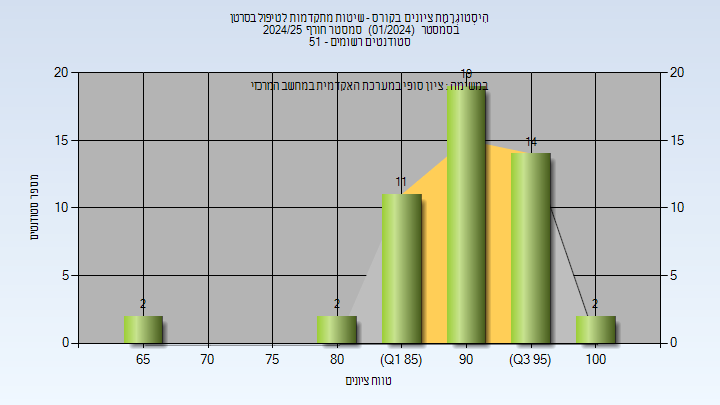 היסטוגרמת ציונים בקורס - שיטות מתקדמות לטיפול בסרטן
בסמסטר (01/2024) סמסטר חורף 2024/25
סטודנטים רשומים - 51
במשימה: ציון סופי במערכת האקדמית במחשב המרכזי
20 20
15 15
10 10
5 5
0 0
2 2 11 19 14 2
מספר סטודנטים
65 70 75 80 (Q1 85) 90 (Q3 95) 100
טווח ציונים